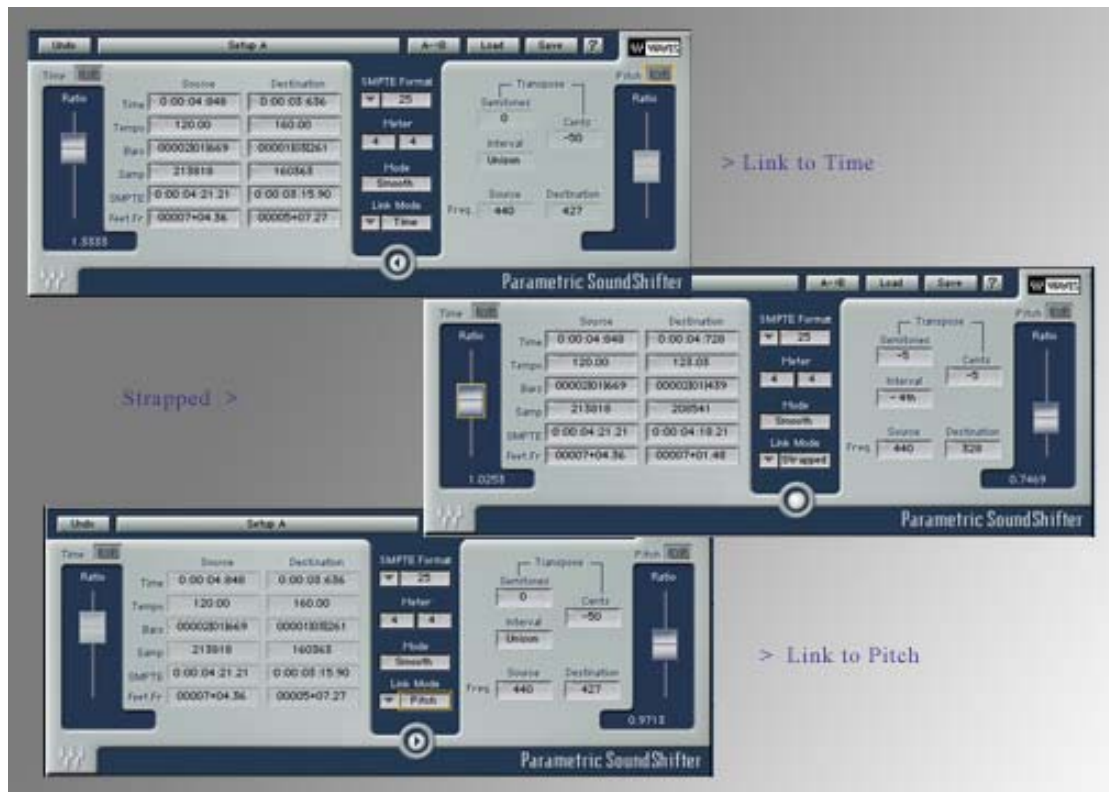 Undo Setup A A->B Load Save ? WAVES
Time Pitch
Ratio Source Destination SMPTE Format Transpose Ratio
Time 0:00:04:848 0:00:03:636 25 Semitones
Tempo 120.00 160.00 Meter 0 Cents
4 4 -50
Bars 00002|01|669 Interval
Samp 213818 160363 Mode Unison
Smooth
SMPTE 0:00:04:21.21 0:00:03:15.90 Link Mode Source Destination
Feet.Fr 00007+04.36 00005+07.27 Time Freq. 440 427
1.3333
Parametric SoundShifter
> Link to Time
A->B Load Save ? WAVES
Time Pitch
Ratio Source Destination SMPTE Format Transpose Ratio
Time 0:00:04:848 0:00:04:728 25 Semitones
Tempo 120.00 123.03 Meter -5 Cents
4 4 -5
Bars 00002|01|669 00002|01|439 Interval
Samp 213818 208541 Mode - 4th
Smooth
SMPTE 0:00:04:21.21 0:00:04:18.21 Link Mode Source Destination
Feet.Fr 00007+04.36 00007+01.48 Strapped Freq. 440 328
1.0253 0.7469
Parametric SoundShifter
Strapped >
Undo Setup A
Time Pitch
Ratio Source Destination SMPTE Format Transpose Ratio
Time 0:00:04:848 0:00:03:636 25 Semitones
Tempo 120.00 160.00 Meter 0 Cents
4 4 -50
Bars 00002|01|669 Interval
Samp 213818 160363 Mode Unison
Smooth
SMPTE 0:00:04:21.21 0:00:03:15.90 Link Mode Source Destination
Feet.Fr 00007+04.36 00005+07.27 Pitch Freq. 440 427
0.9713
Parametric SoundShifter
> Link to Pitch